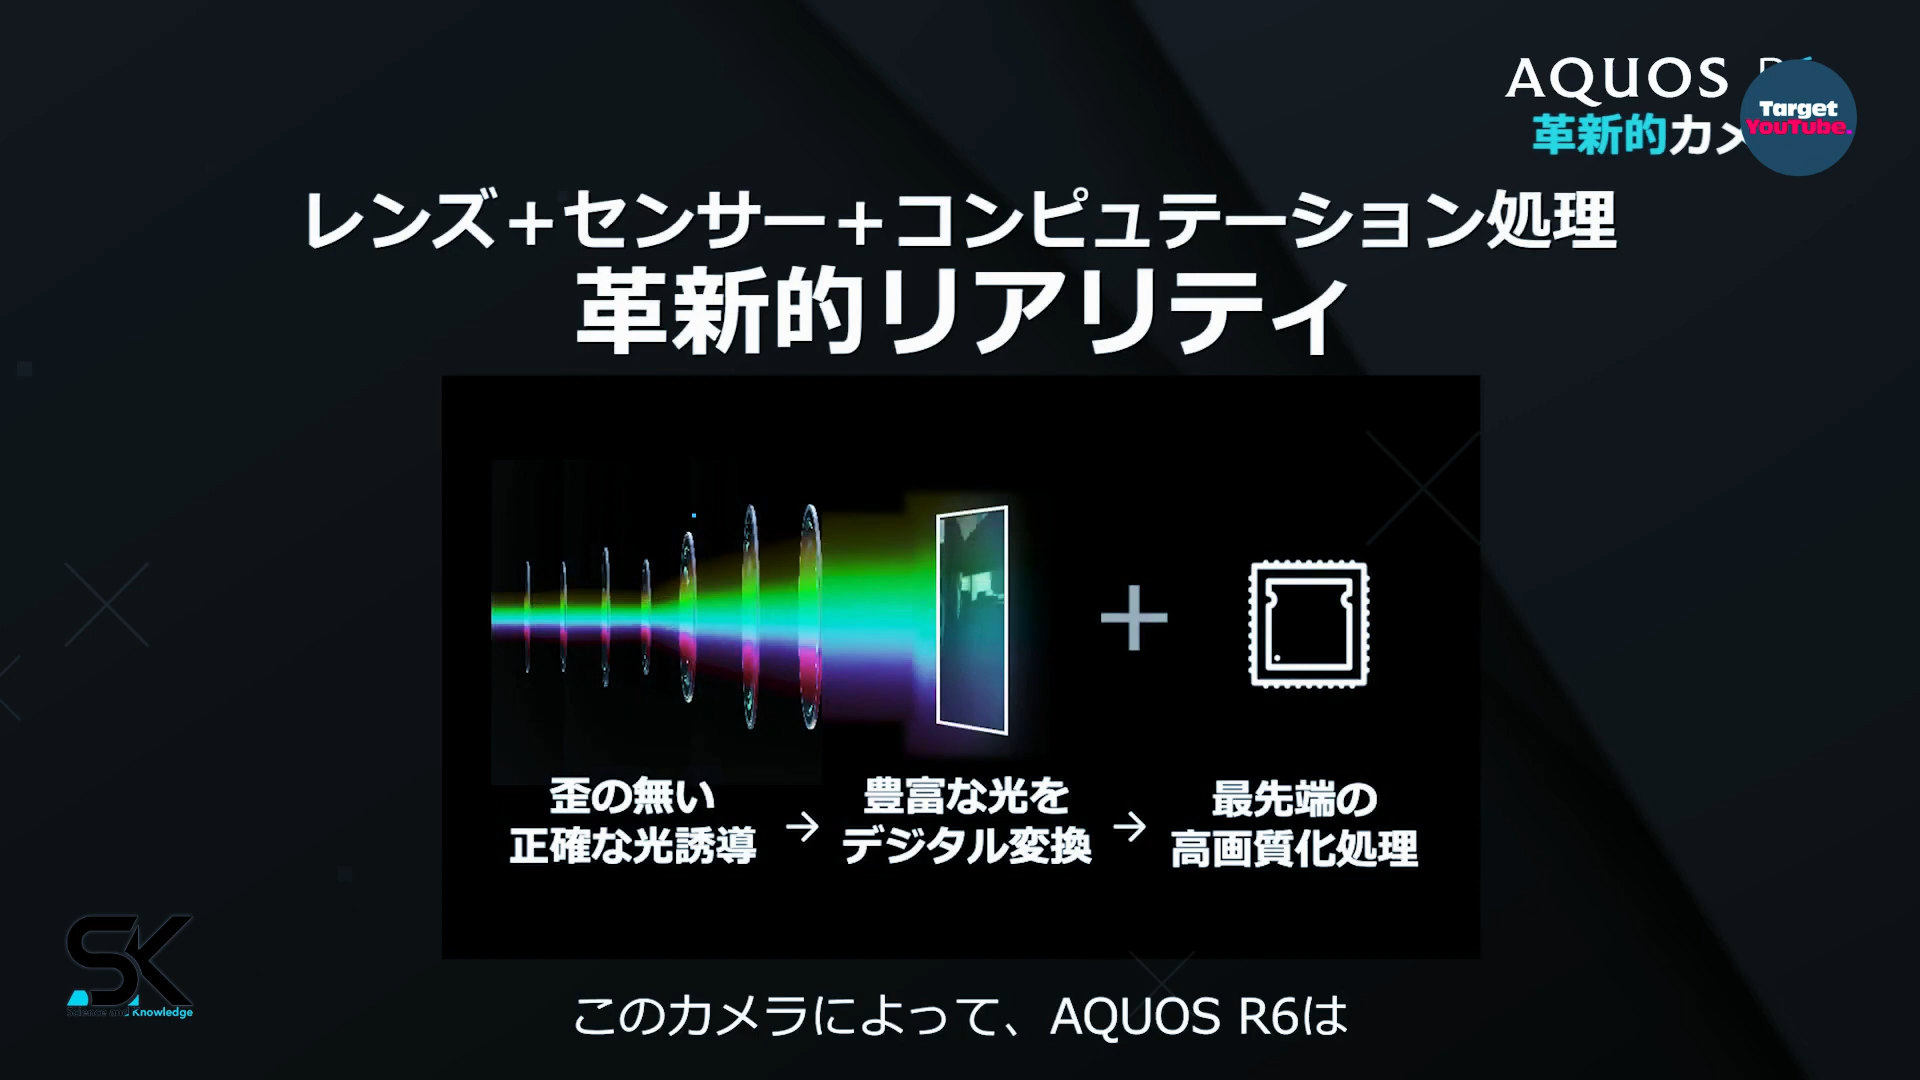 AQUOS
革新的カメ
Target
YouTube.
レンズ＋センサー＋コンピュテーション処理
革新的リアリティ
歪の無い
正確な光誘導
→
豊富な光を
デジタル変換
→
最先端の
高画質化処理
SK
Science and Knowledge
このカメラによって、AQUOS R6は